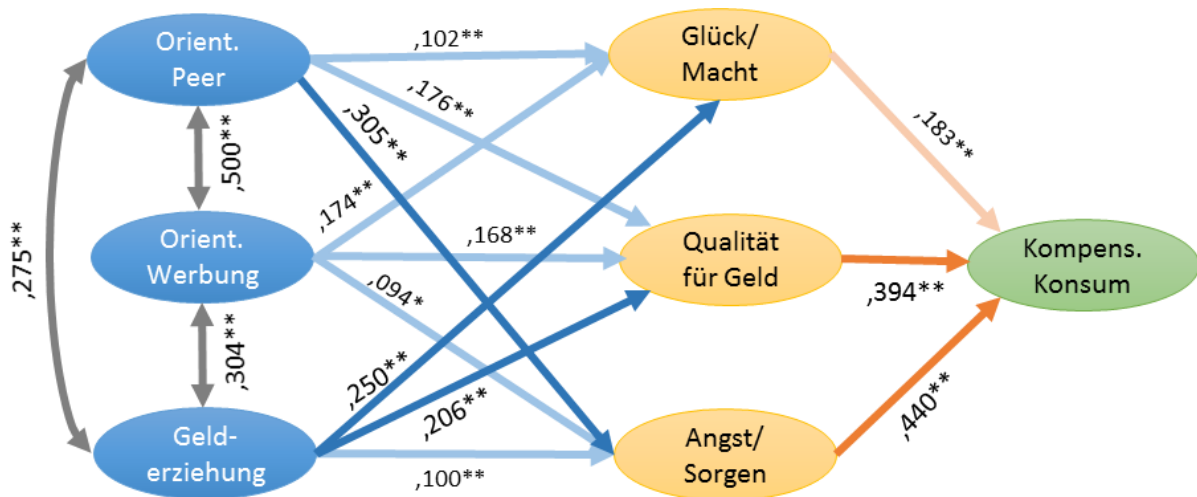 Orient.
Peer
Orient.
Werbung
Geld-
erziehung
,275**
,500**
,304**
,102**
,176**
,305**
,174**
,168**
,094*
,250**
,206**
,100**
Glück/
Macht
Qualität
für Geld
Angst/
Sorgen
,183**
,394**
,440**
Kompens.
Konsum